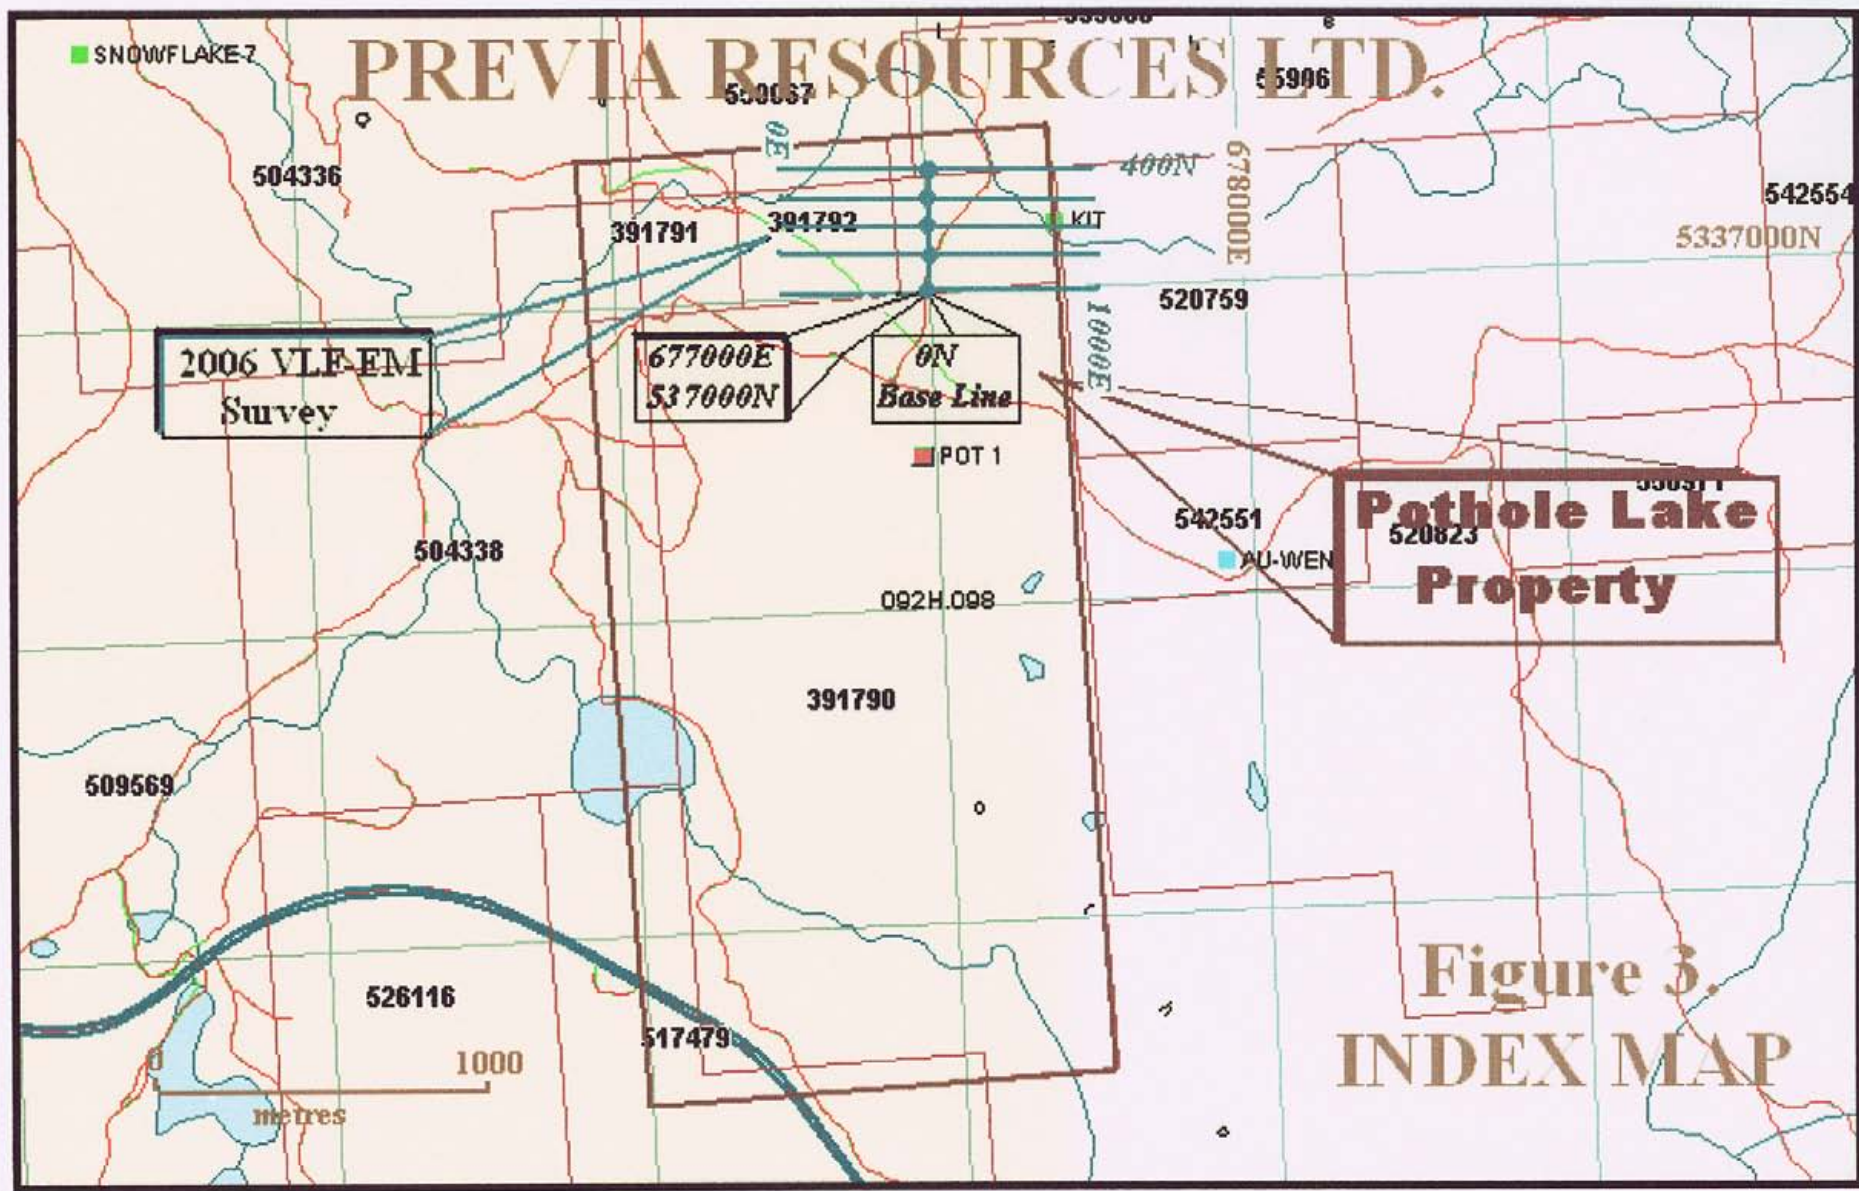 PREVIA RESOURCES LTD.
SNOWFLAKE-7
504336
0E
400N
678000E
542554
5337000N
391791
391792
KIT
520759
2006 VLF-EM
Survey
677000E
537000N
0N
Base Line
1000E
POT 1
542551
AU-WEN
Pothole Lake
520823
Property
504338
092H.098
391790
509569
526116
517479
0
1000
metres
Figure 3.
INDEX MAP